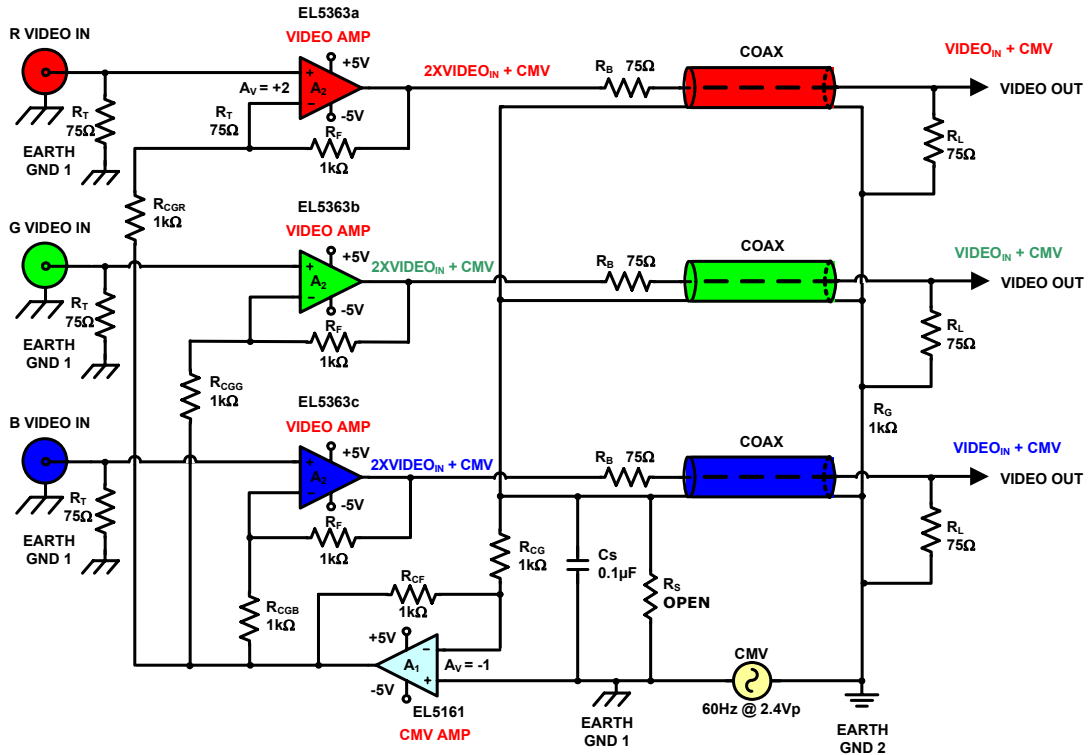 EL5363a
R VIDEO IN
VIDEO AMP
+5V
COAX
VIDEOIN + CMV
2XVIDEOIN + CMV
RB 75Ω
+
AV = +2
A2
−
VIDEO OUT
RT
75Ω
RT
75Ω
-5V
RF
1kΩ
RL
75Ω
EARTH
GND 1
RCGR
1kΩ
EL5363b
G VIDEO IN
VIDEO AMP
+5V
COAX
VIDEOIN + CMV
2XVIDEOIN + CMV
RB 75Ω
+
A2
−
VIDEO OUT
RT
75Ω
-5V
RF
1kΩ
RL
75Ω
EARTH
GND 1
RCGG
1kΩ
EL5363c
B VIDEO IN
VIDEO AMP
RG
1kΩ
+5V
COAX
VIDEOIN + CMV
2XVIDEOIN + CMV
RB 75Ω
+
A2
−
VIDEO OUT
RT
75Ω
-5V
RF
1kΩ
RL
75Ω
EARTH
GND 1
RCG
1kΩ
Cs
0.1µF
RS
OPEN
RCF
1kΩ
RCGB
1kΩ
+5V
−
A1
AV = -1
+
-5V
CMV
60Hz @ 2.4Vp
EL5161
CMV AMP
EARTH
GND 1
EARTH
GND 2